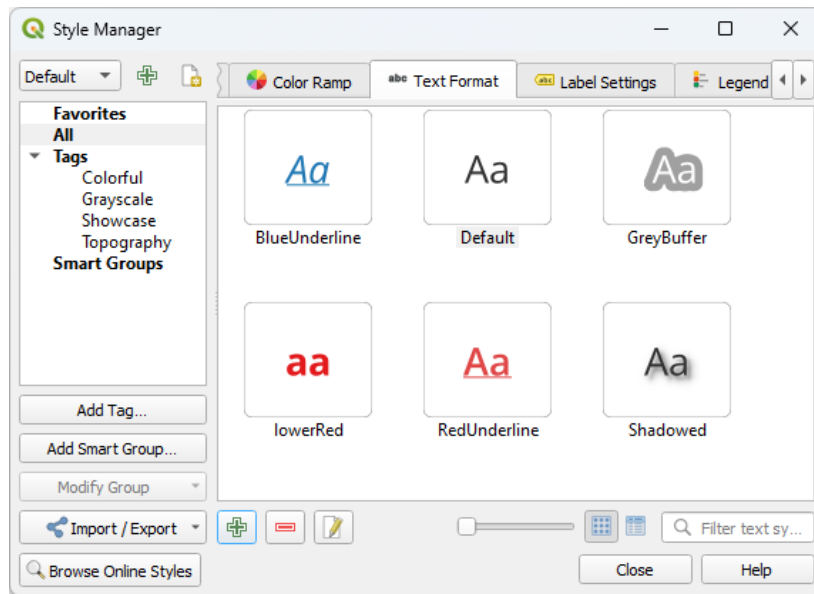 Style Manager
Default
Color Ramp
abc Text Format
abc Label Settings
Legend
Favorites
All
Tags
Colorful
Grayscale
Showcase
Topography
Smart Groups
Aa
Aa
Aa
BlueUnderline
Default
GreyBuffer
aa
Aa
Aa
lowerRed
RedUnderline
Shadowed
Add Tag...
Add Smart Group...
Modify Group
Import / Export
Filter text sy...
Browse Online Styles
Close
Help